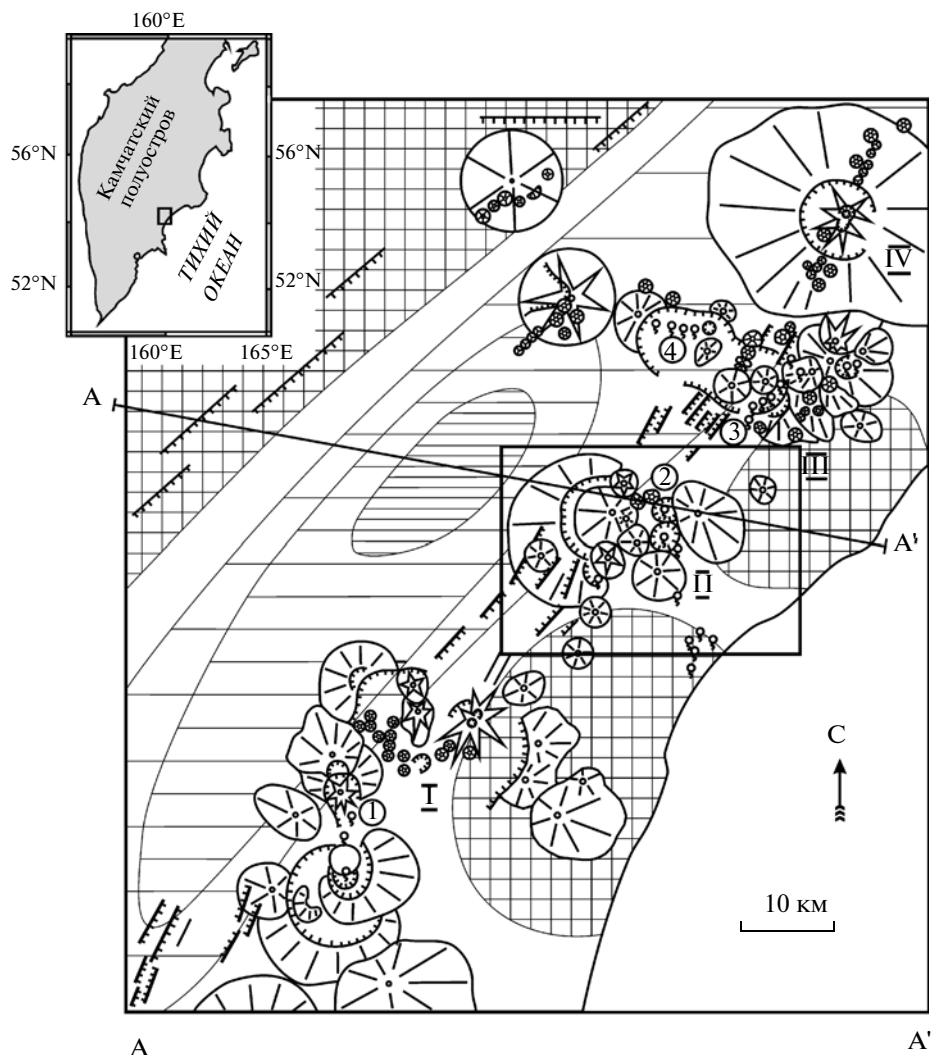 160°E
56°N
56°N
Камчатский
полуостров
ТИХИЙ
ОКЕАН
52°N
52°N
160°E
165°E
IV
4
A
3
III
2
A'
II
С
I
1
10 км
A
A'